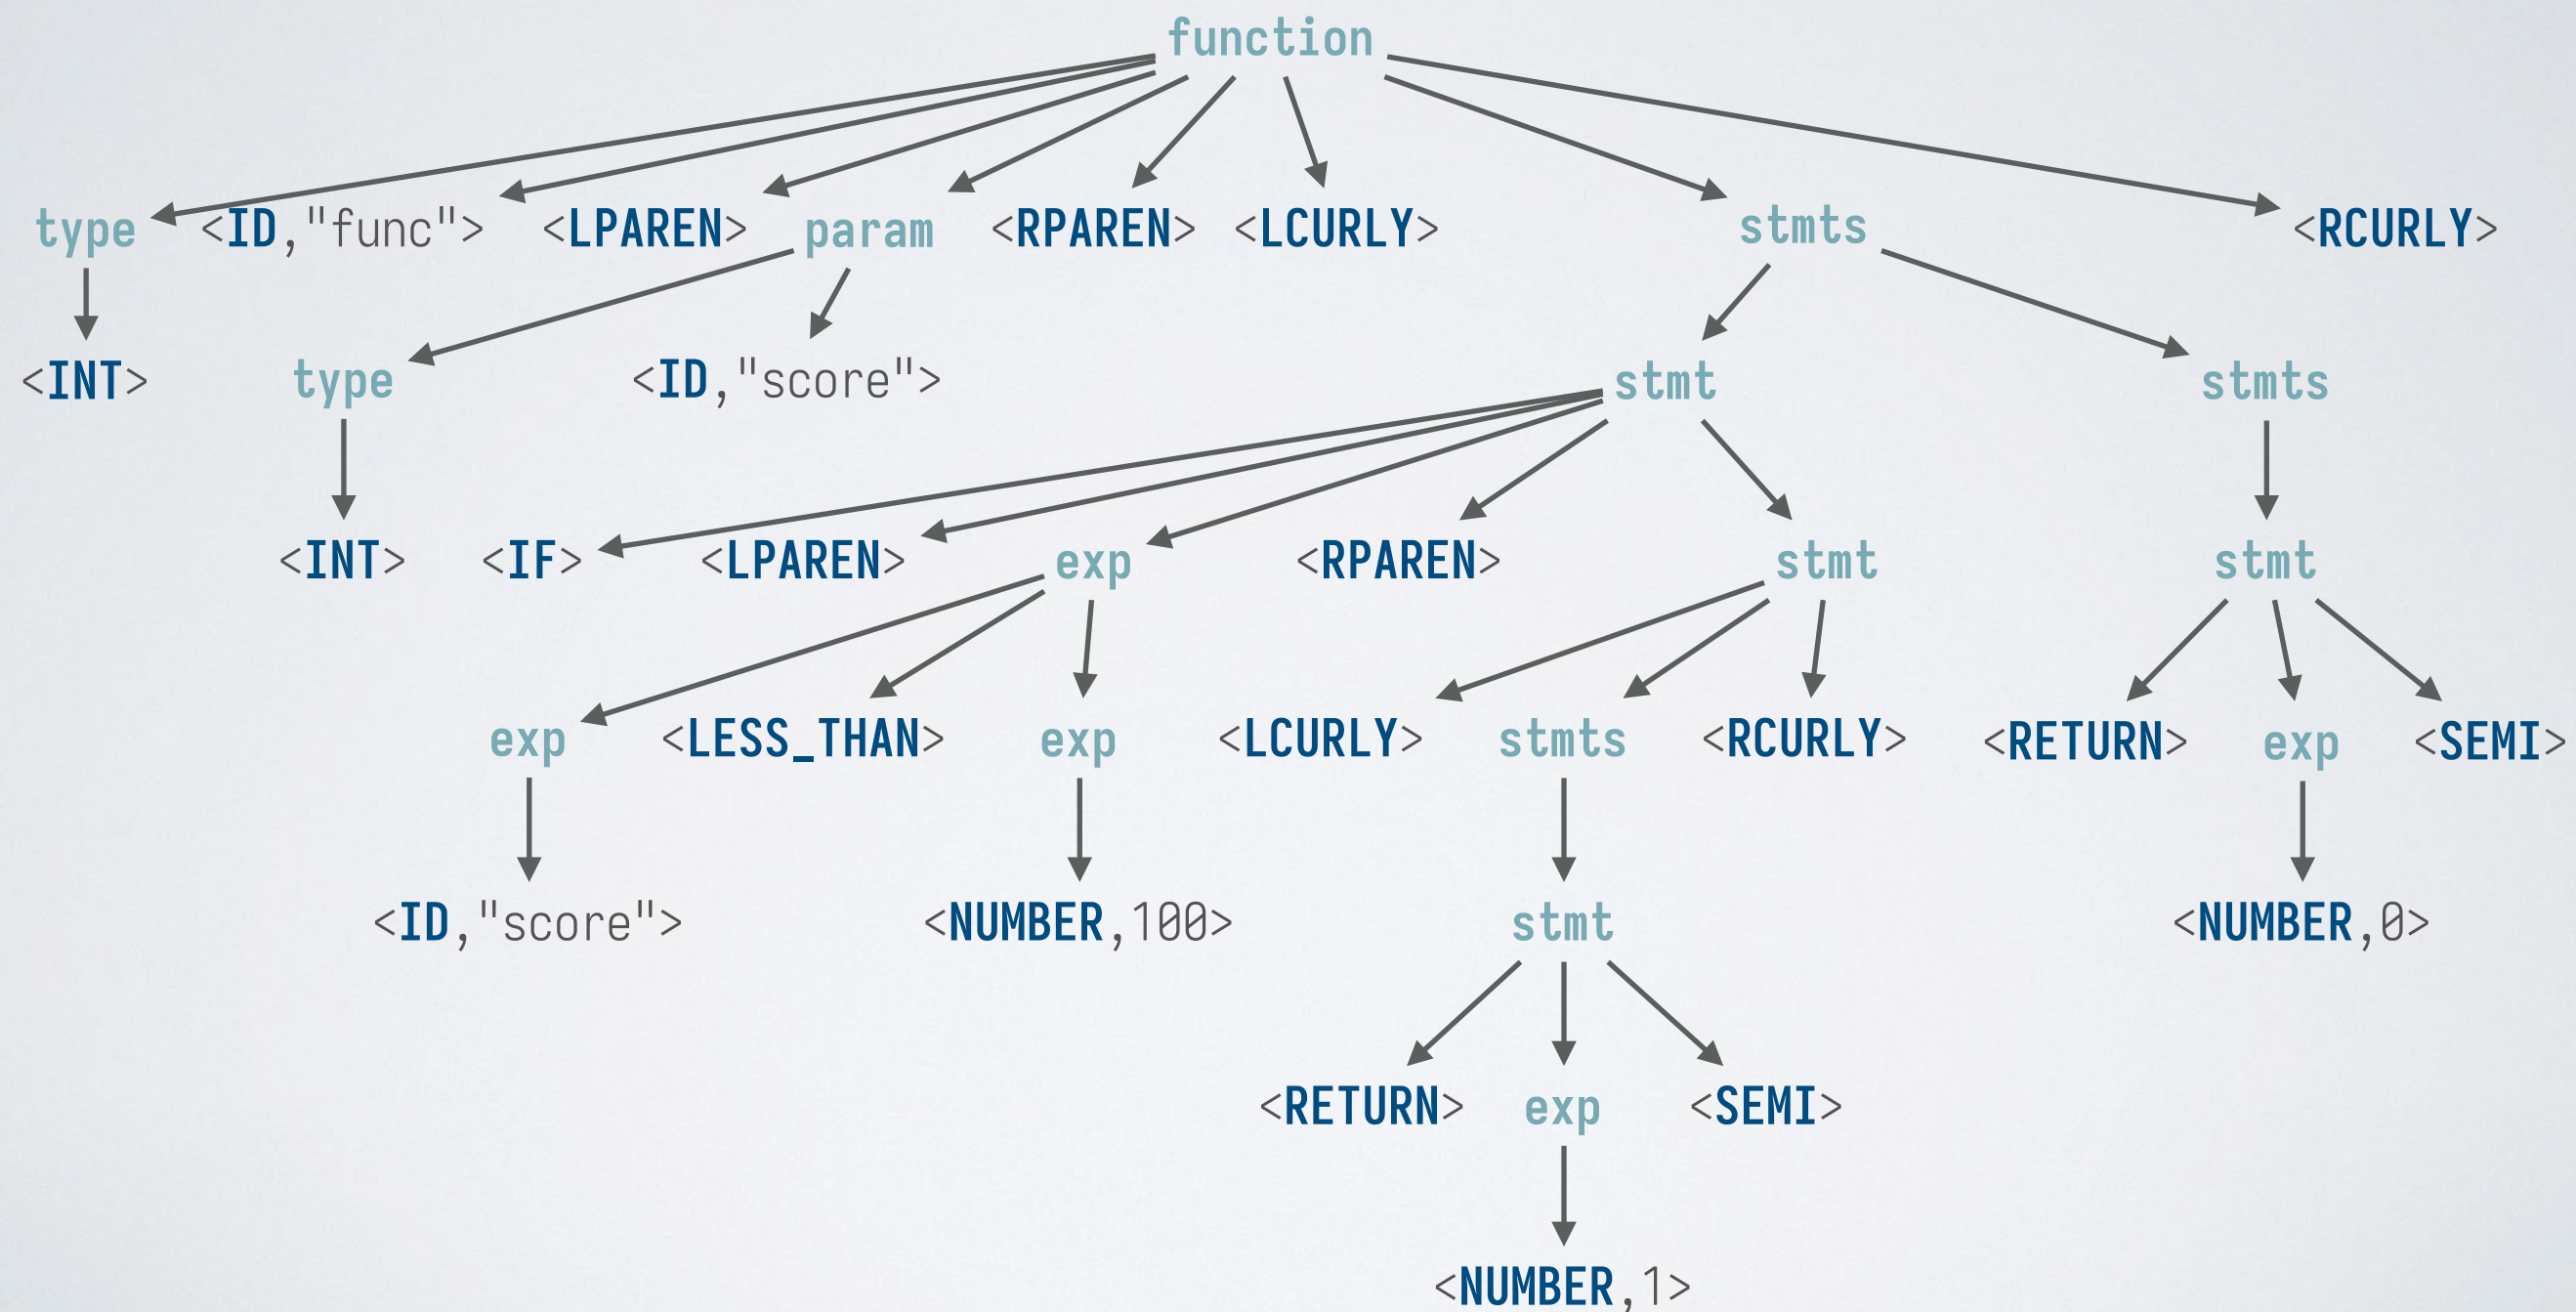 function
type <ID,"func"> <LPAREN> param <RPAREN> <LCURLY> stmts <RCURLY>
<INT> type <ID,"score"> stmt stmts
<INT> <IF> <LPAREN> exp <RPAREN> stmt stmt
exp <LESS_THAN> exp <LCURLY> stmts <RCURLY> <RETURN> exp <SEMI>
<ID,"score"> <NUMBER,100> stmt <NUMBER,0>
<RETURN> exp <SEMI>
<NUMBER,1>